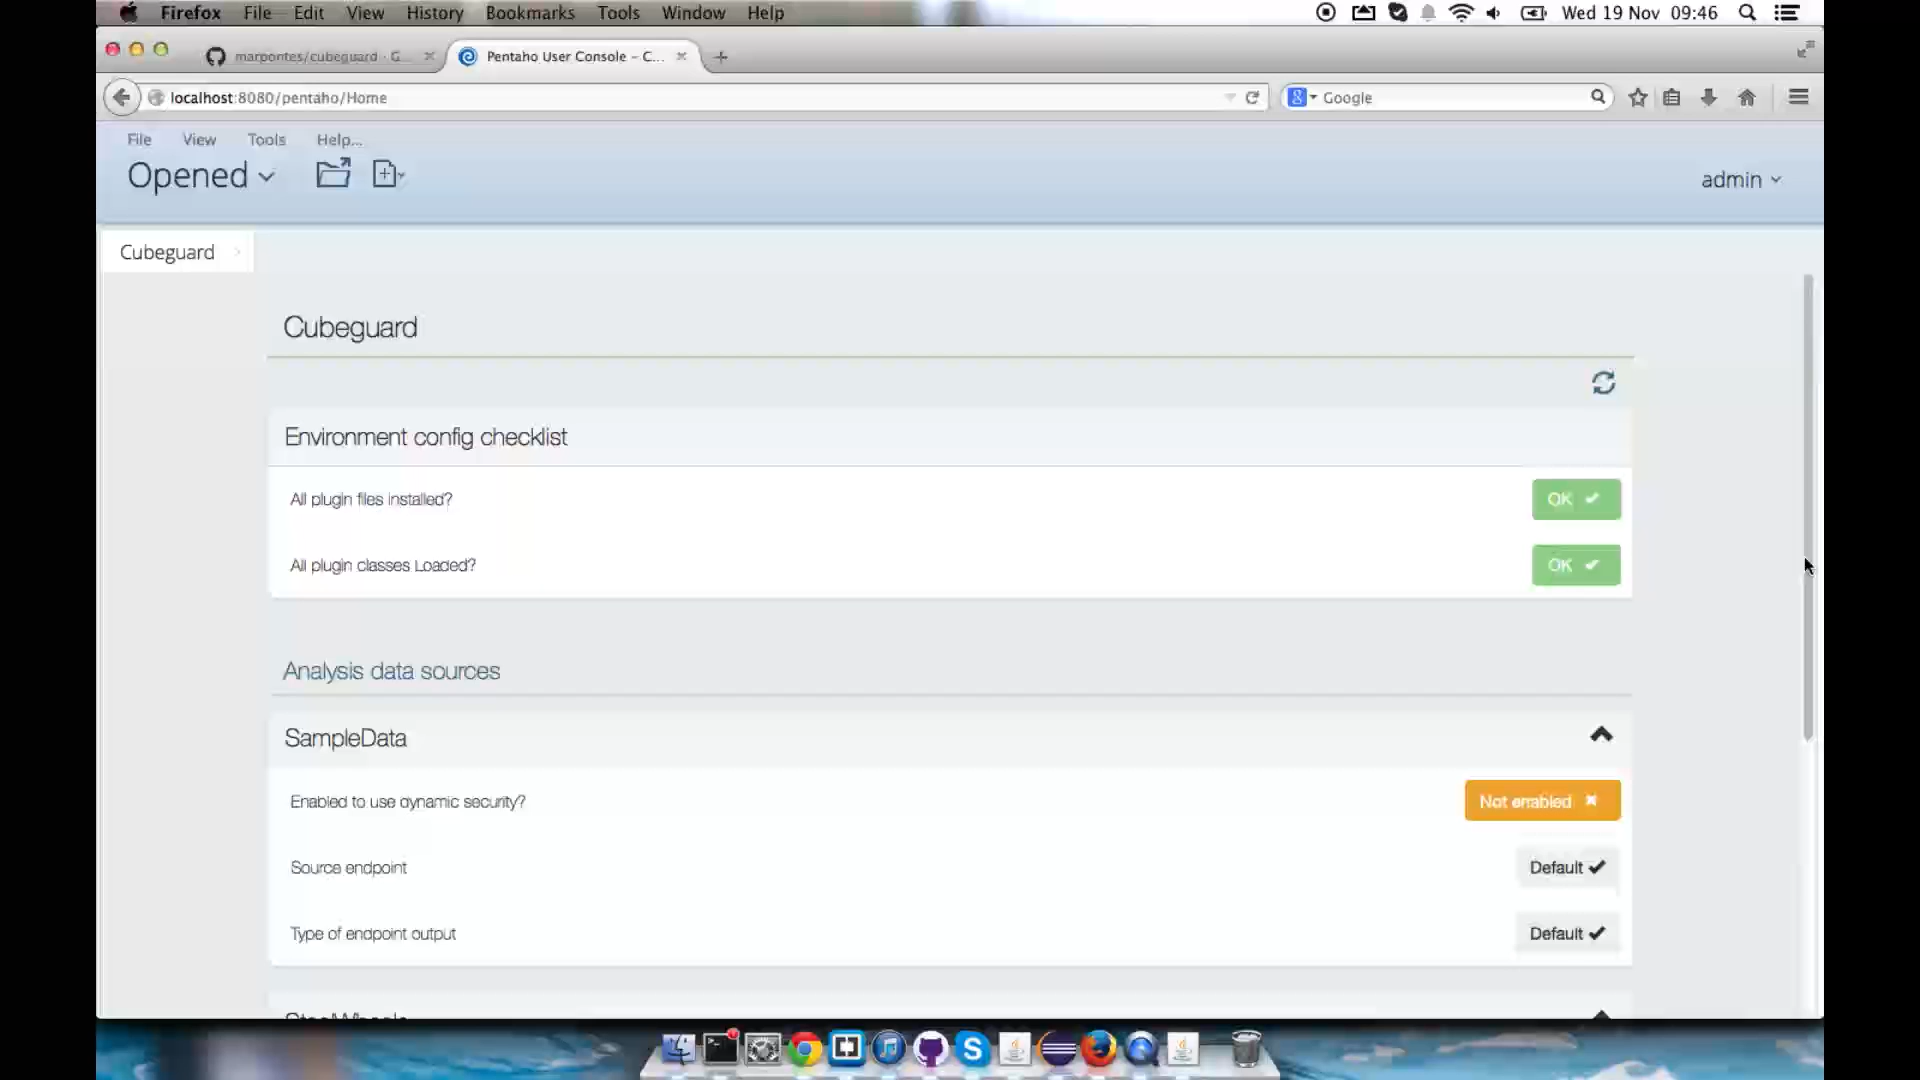 Firefox File Edit View History Bookmarks Tools Window Help Wed 19 Nov 09:46
marpontes/cubeguard · G... Pentaho User Console – C...
localhost:8080/pentaho/Home Google
File View Tools Help...
Opened admin
Cubeguard
Cubeguard
Environment config checklist
All plugin files installed? OK
All plugin classes Loaded? OK
Analysis data sources
SampleData
Enabled to use dynamic security? Not enabled
Source endpoint Default
Type of endpoint output Default